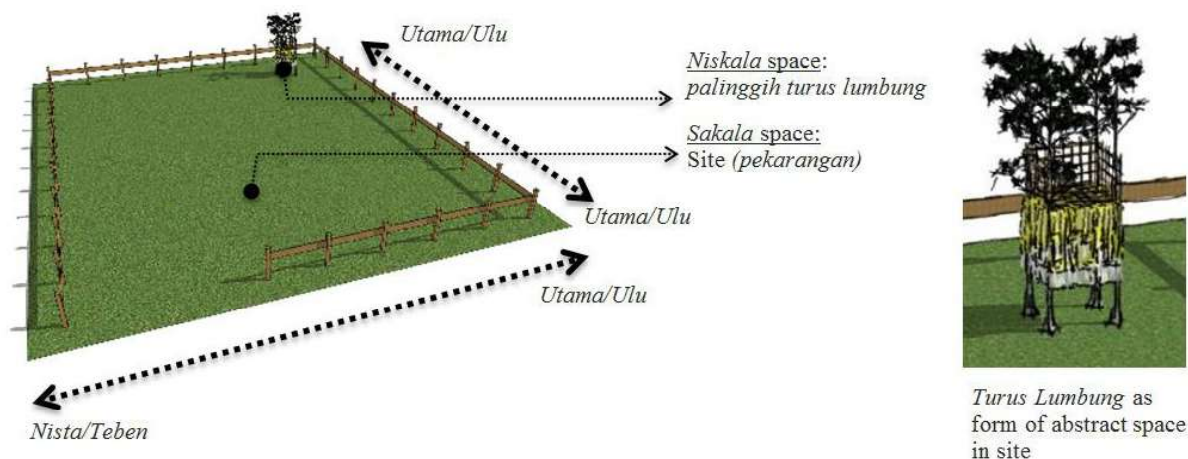 Utama/Ulu
Niskala space:
palinggih turus lumbung
Sakala space:
Site (pekarangan)
Utama/Ulu
Utama/Ulu
Nista/Teben
Turus Lumbung as
form of abstract space
in site